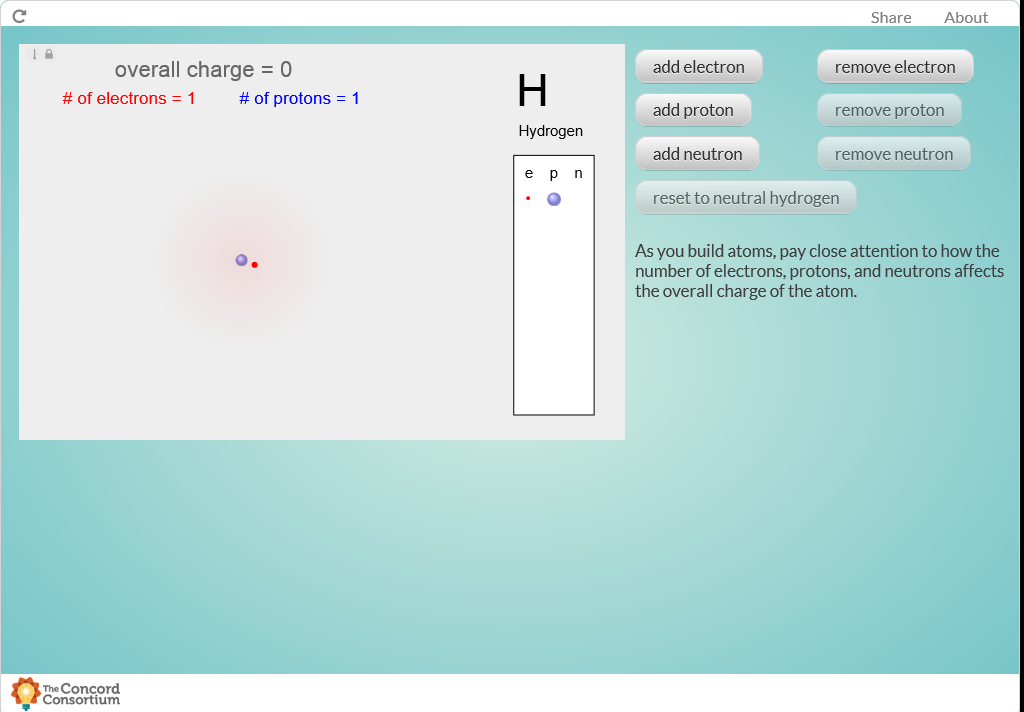 Share About
overall charge = 0
# of electrons = 1 # of protons = 1
H
Hydrogen
e p n
add electron remove electron
add proton remove proton
add neutron remove neutron
reset to neutral hydrogen
As you build atoms, pay close attention to how the
number of electrons, protons, and neutrons affects
the overall charge of the atom.
The Concord
Consortium